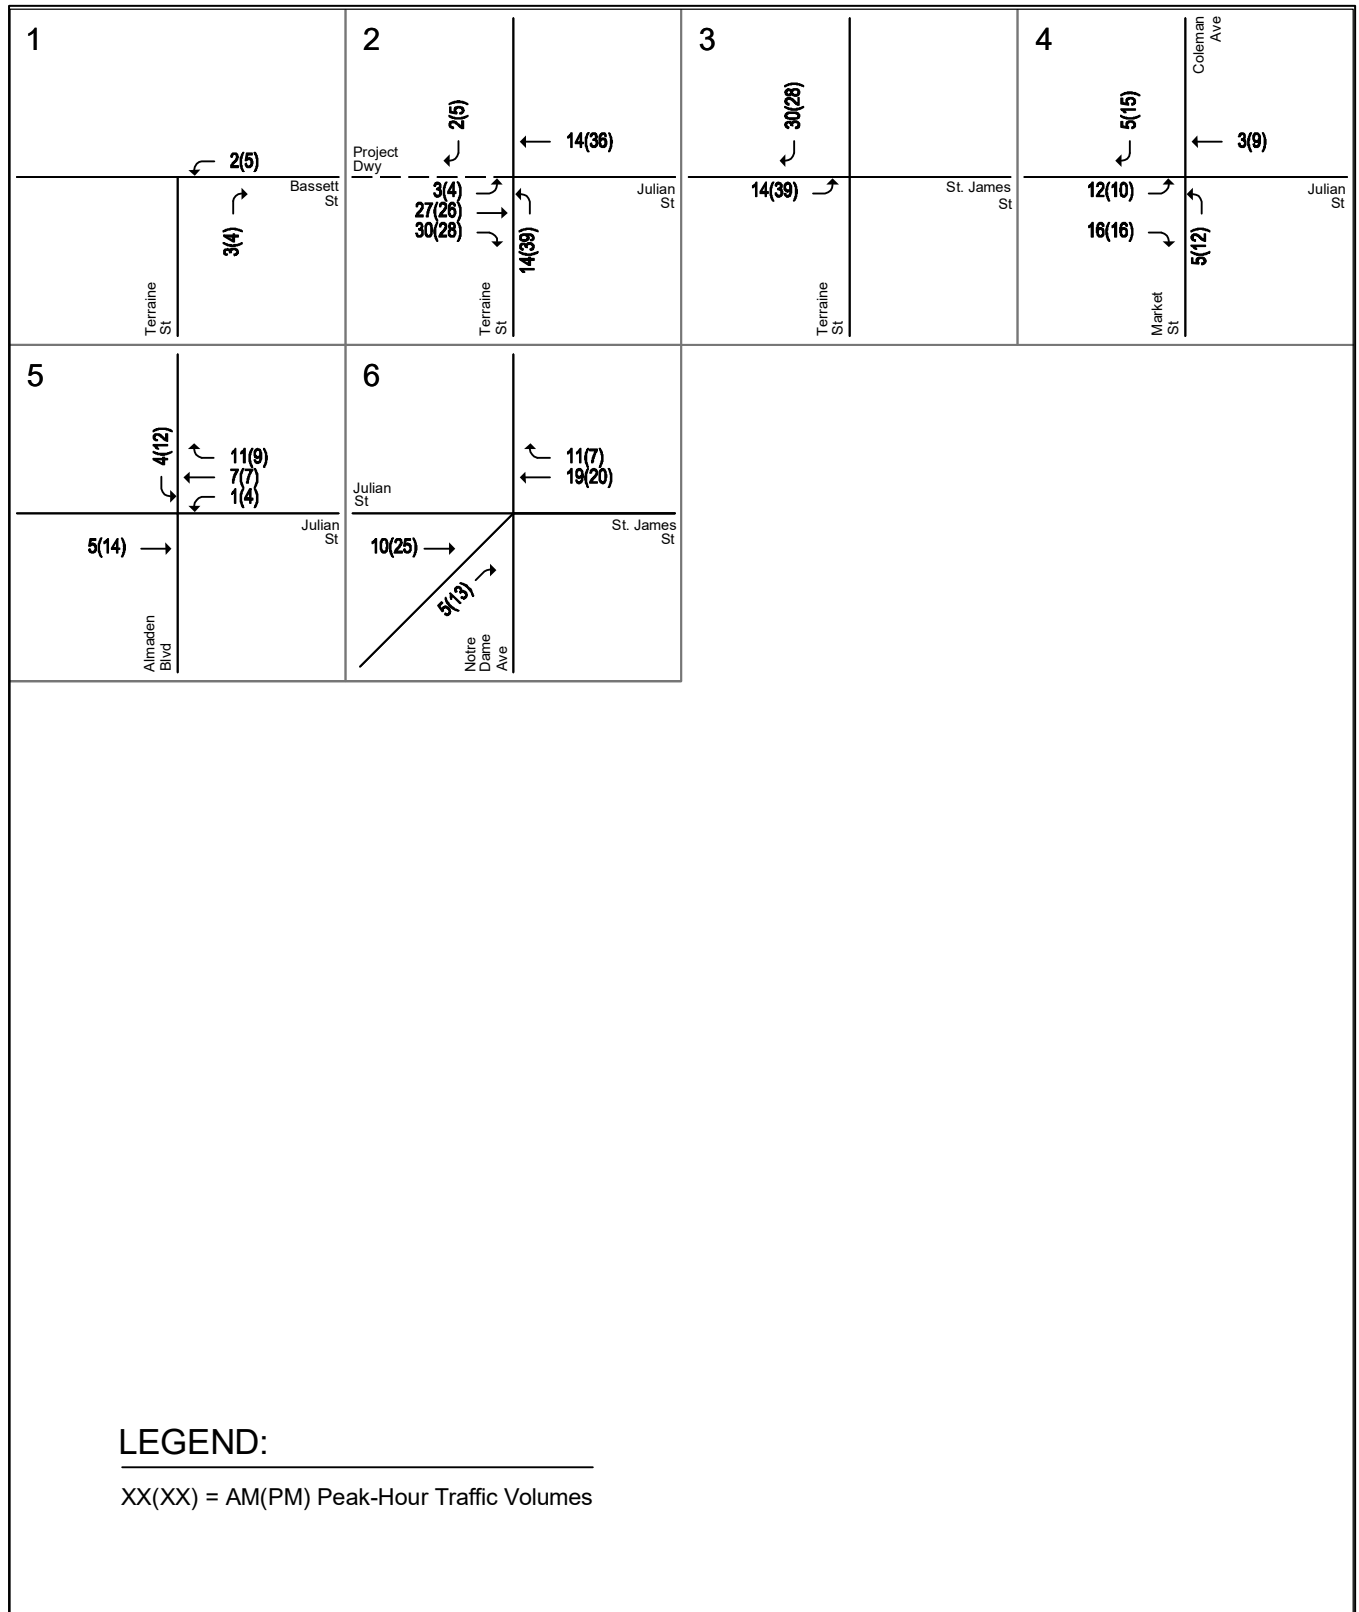 1
2(5)
Bassett
St
3(4)
Terraine
St
2
2(5)
14(36)
Project
Dwy
3(4)
27(26)
30(28)
14(39)
Julian
St
Terraine
St
3
30(28)
14(39)
St. James
St
Terraine
St
4
Coleman
Ave
5(15)
3(9)
12(10)
16(16)
5(12)
Julian
St
Market
St
5
4(12)
11(9)
7(7)
1(4)
Julian
St
5(14)
Almaden
Blvd
6
11(7)
19(20)
Julian
St
St. James
St
10(25)
5(13)
Notre
Dame
Ave
LEGEND:
XX(XX) = AM(PM) Peak-Hour Traffic Volumes